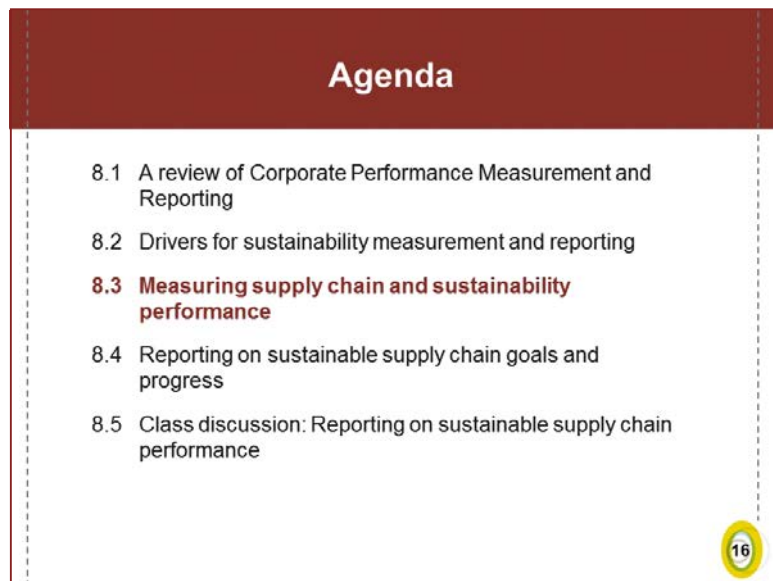 Agenda
8.1 A review of Corporate Performance Measurement and
Reporting
8.2 Drivers for sustainability measurement and reporting
8.3 Measuring supply chain and sustainability
performance
8.4 Reporting on sustainable supply chain goals and
progress
8.5 Class discussion: Reporting on sustainable supply chain
performance
16